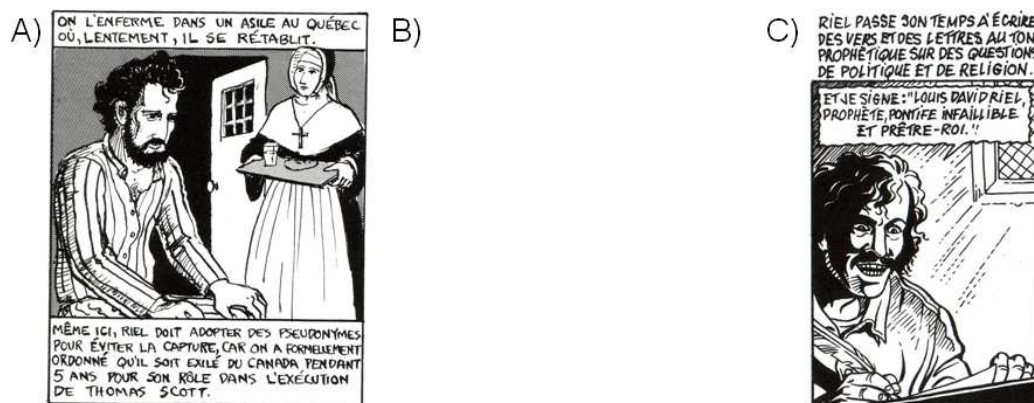 A)
ON L'ENFERME DANS UN ASILE AU QUÉBEC
OÙ, LENTEMENT, IL SE RÉTABLIT.
MÊME ICI, RIEL DOIT ADOPTER DES PSEUDONYMES
POUR ÉVITER LA CAPTURE, CAR ON A FORMELLEMENT
ORDONNÉ QU'IL SOIT EXILÉ DU CANADA PENDANT
5 ANS POUR SON RÔLE DANS L'EXÉCUTION
DE THOMAS SCOTT.
B)
C)
RIEL PASSE SON TEMPS À ÉCRIRE
DES VERS ET DES LETTRES AU TON
PROPHÉTIQUE SUR DES QUESTIONS
DE POLITIQUE ET DE RELIGION.
ET JE SIGNE: "LOUIS DAVID RIEL,
PROPHÈTE, PONTIFE INFAILLIBLE
ET PRÊTRE-ROI."